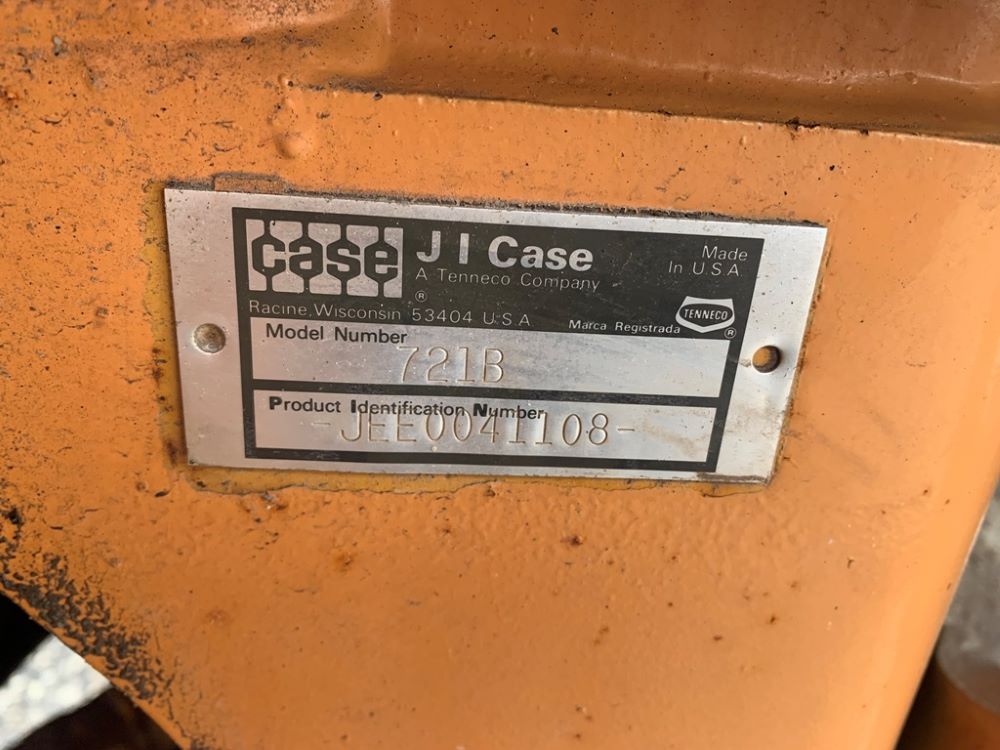 case
J I Case
A Tenneco Company
®
Made
In U.S.A
Racine, Wisconsin 53404 U.S.A.
Marca Registrada
TENNECO
®
Model Number
721B
Product Identification Number
-JEE0041108-